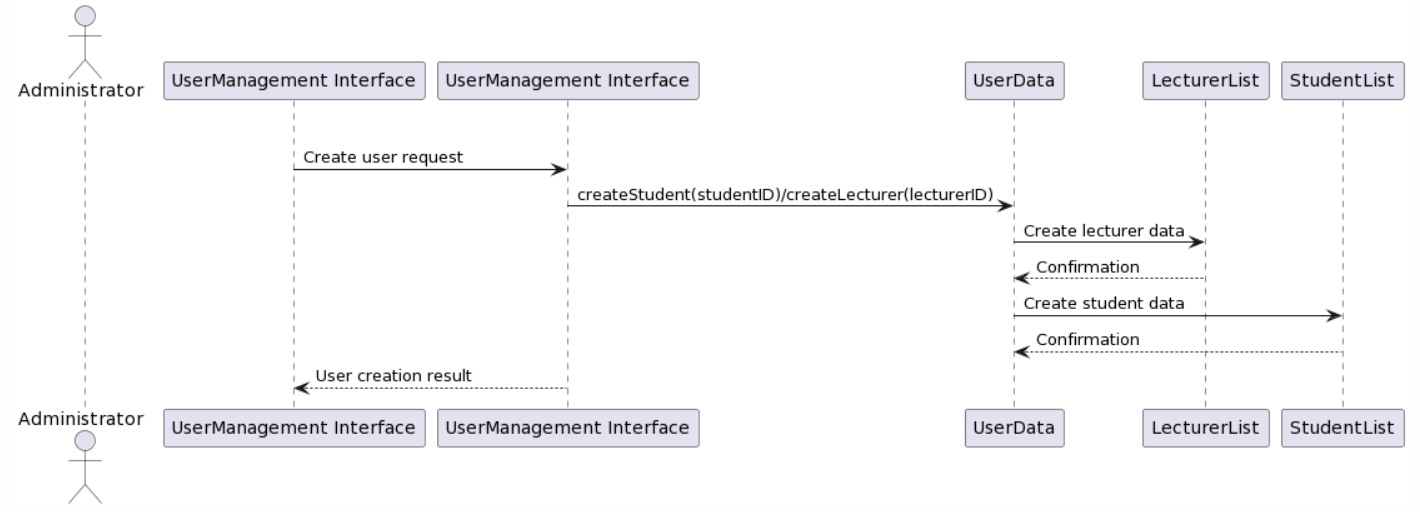 Administrator
UserManagement Interface
UserManagement Interface
UserData
LecturerList
StudentList
Create user request
createStudent(studentID)/createLecturer(lecturerID)
Create lecturer data
Confirmation
Create student data
Confirmation
User creation result
Administrator
UserManagement Interface
UserManagement Interface
UserData
LecturerList
StudentList